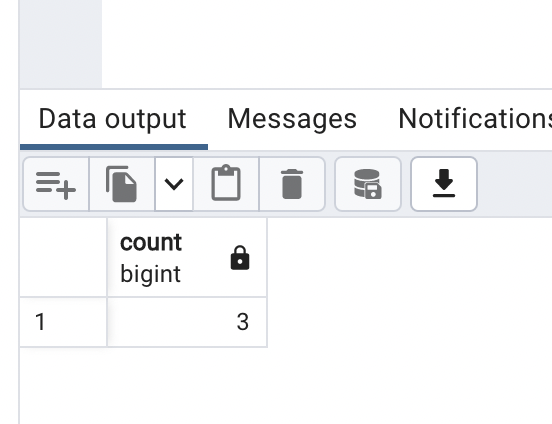 Data output Messages Notifications
count
bigint
1 3